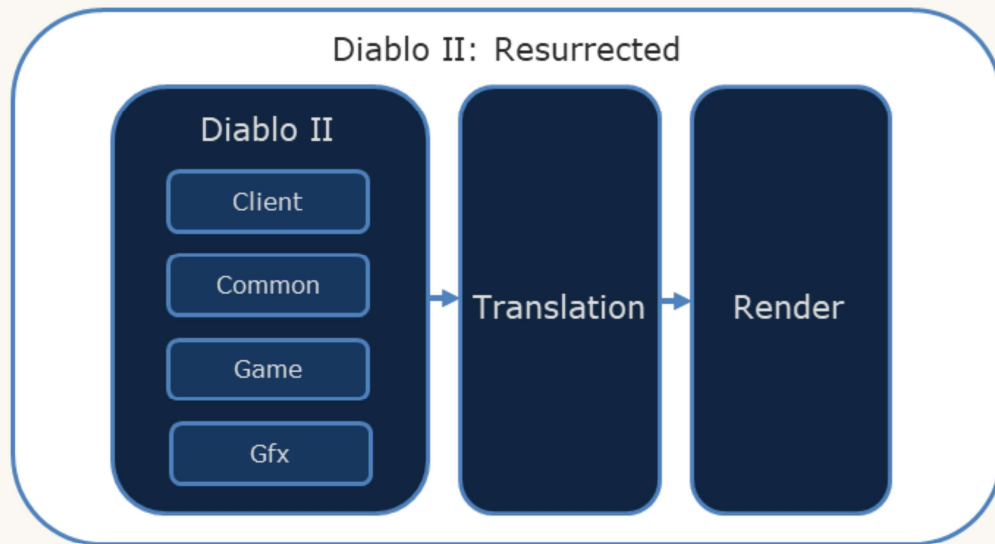 Diablo II: Resurrected
Diablo II
Client
Common
Game
Gfx
Translation
Render